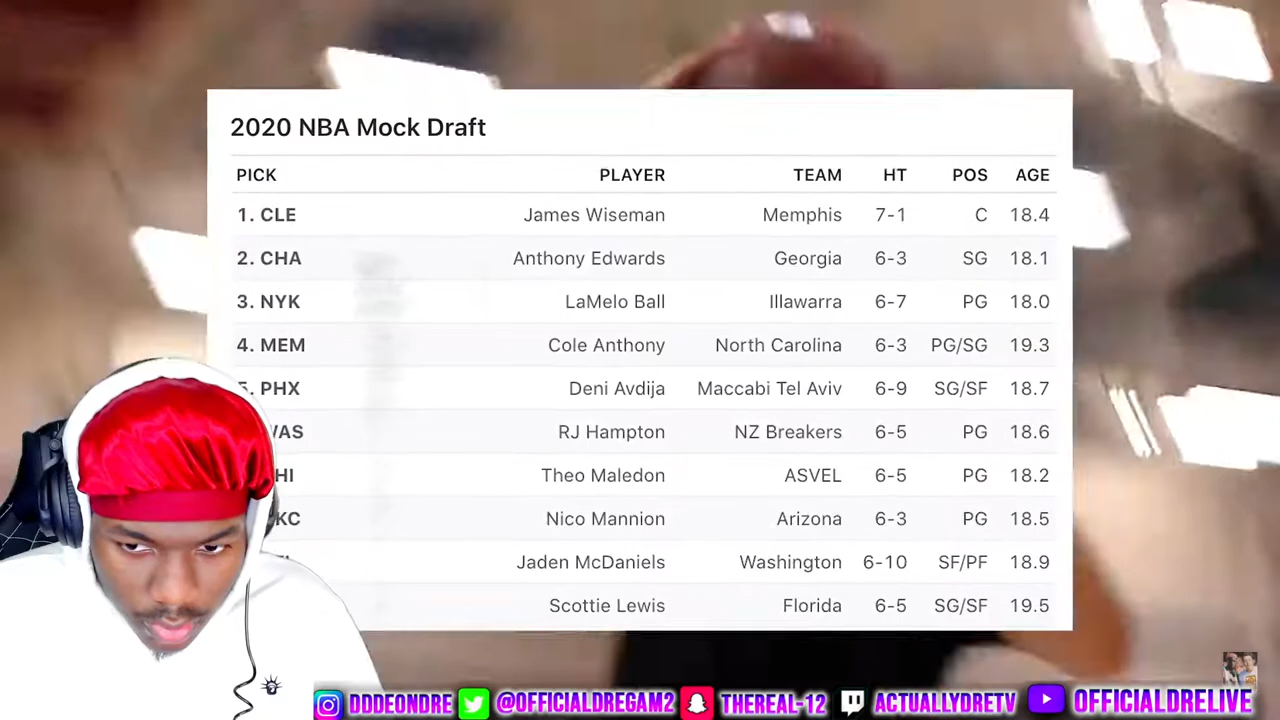 2020 NBA Mock Draft
PICK PLAYER TEAM HT POS AGE
1. CLE James Wiseman Memphis 7-1 C 18.4
2. CHA Anthony Edwards Georgia 6-3 SG 18.1
3. NYK LaMelo Ball Illawarra 6-7 PG 18.0
4. MEM Cole Anthony North Carolina 6-3 PG/SG 19.3
5. PHX Deni Avdija Maccabi Tel Aviv 6-9 SG/SF 18.7
RJ Hampton NZ Breakers 6-5 PG 18.6
Theo Maledon ASVEL 6-5 PG 18.2
Nico Mannion Arizona 6-3 PG 18.5
Jaden McDaniels Washington 6-10 SF/PF 18.9
Scottie Lewis Florida 6-5 SG/SF 19.5
DDDEONDRE @OFFICIALDREGAM2 THEREAL-12 ACTUALLYDRETV OFFICIALDRELIVE